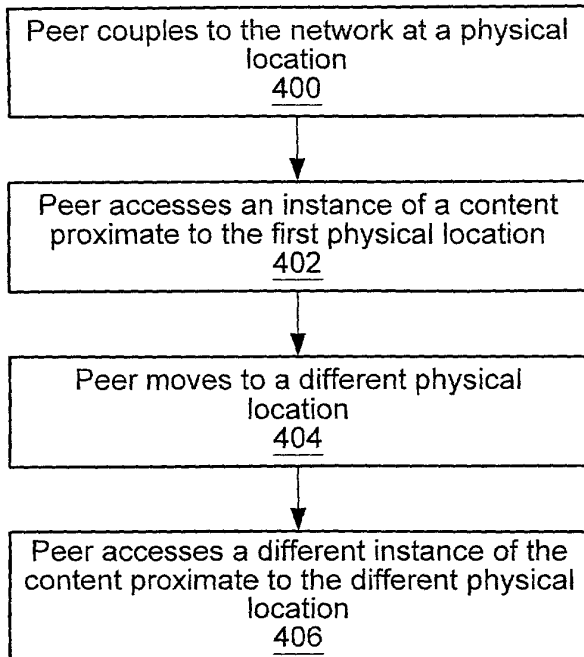 Peer couples to the network at a physical
location
400
Peer accesses an instance of a content
proximate to the first physical location
402
Peer moves to a different physical
location
404
Peer accesses a different instance of the
content proximate to the different physical
location
406